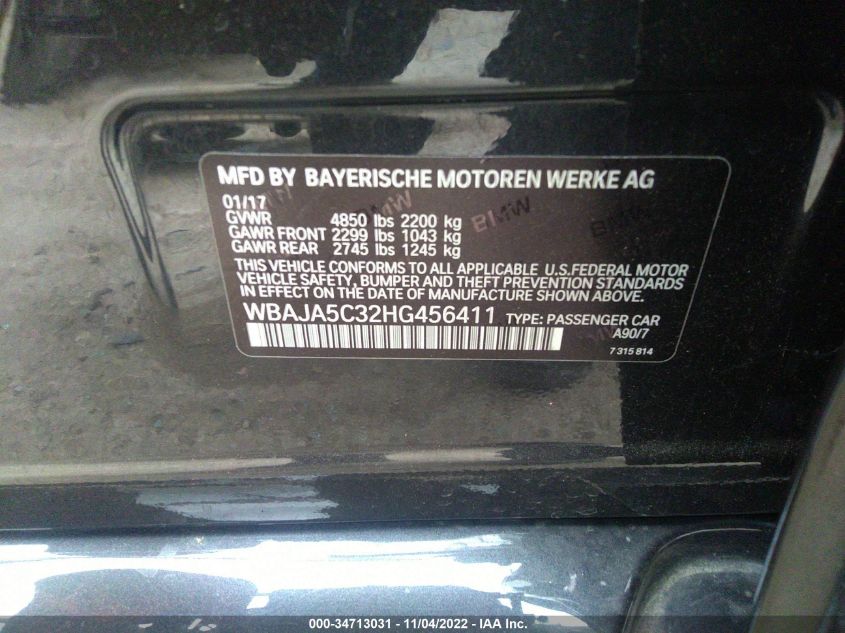 MFD BY BAYERISCHE MOTOREN WERKE AG
01/17
GVWR 4850 lbs 2200 kg
GAWR FRONT 2299 lbs 1043 kg
GAWR REAR 2745 lbs 1245 kg
BMW BMW BMW
THIS VEHICLE CONFORMS TO ALL APPLICABLE U.S.FEDERAL MOTOR
VEHICLE SAFETY, BUMPER AND THEFT PREVENTION STANDARDS
IN EFFECT ON THE DATE OF MANUFACTURE SHOWN ABOVE.
WBAJA5C32HG456411 TYPE: PASSENGER CAR
A90/7
7 315 814
000-34713031 - 11/04/2022 - IAA Inc.